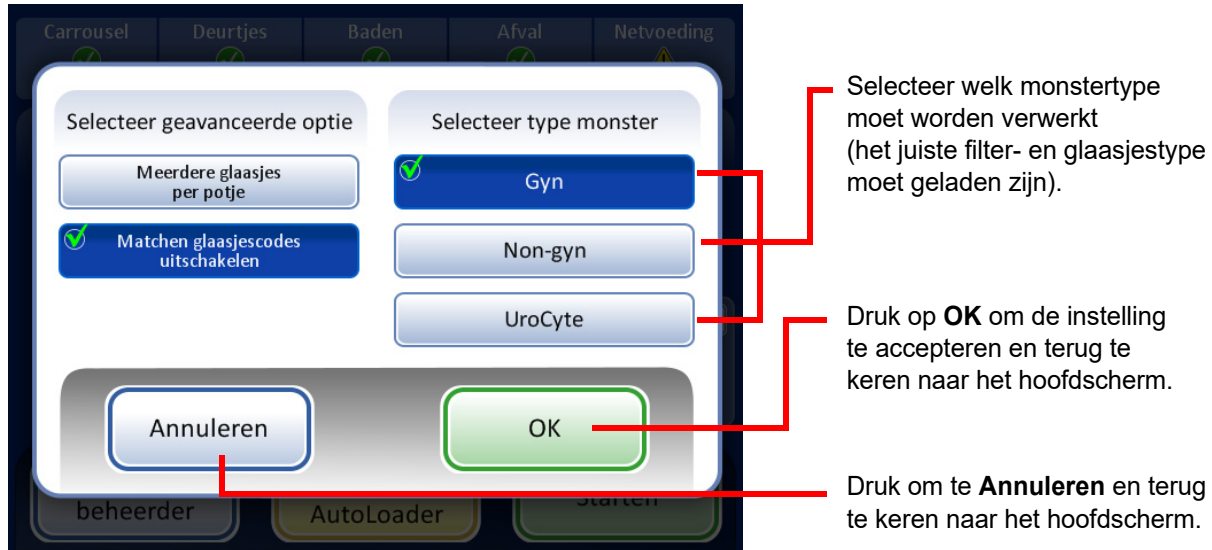 Carrousel
Deurtjes
Baden
Afval
Netvoeding
Selecteer geavanceerde optie
Meerdere glaasjes
per potje
Matchen glaasjescodes
uitschakelen
Selecteer type monster
Gyn
Non-gyn
UroCyte
Annuleren
OK
beheerder
AutoLoader
Starten
Selecteer welk monstertype
moet worden verwerkt
(het juiste filter- en glaasjestype
moet geladen zijn).
Druk op OK om de instelling
te accepteren en terug te
keren naar het hoofdscherm.
Druk om te Annuleren en terug
te keren naar het hoofdscherm.